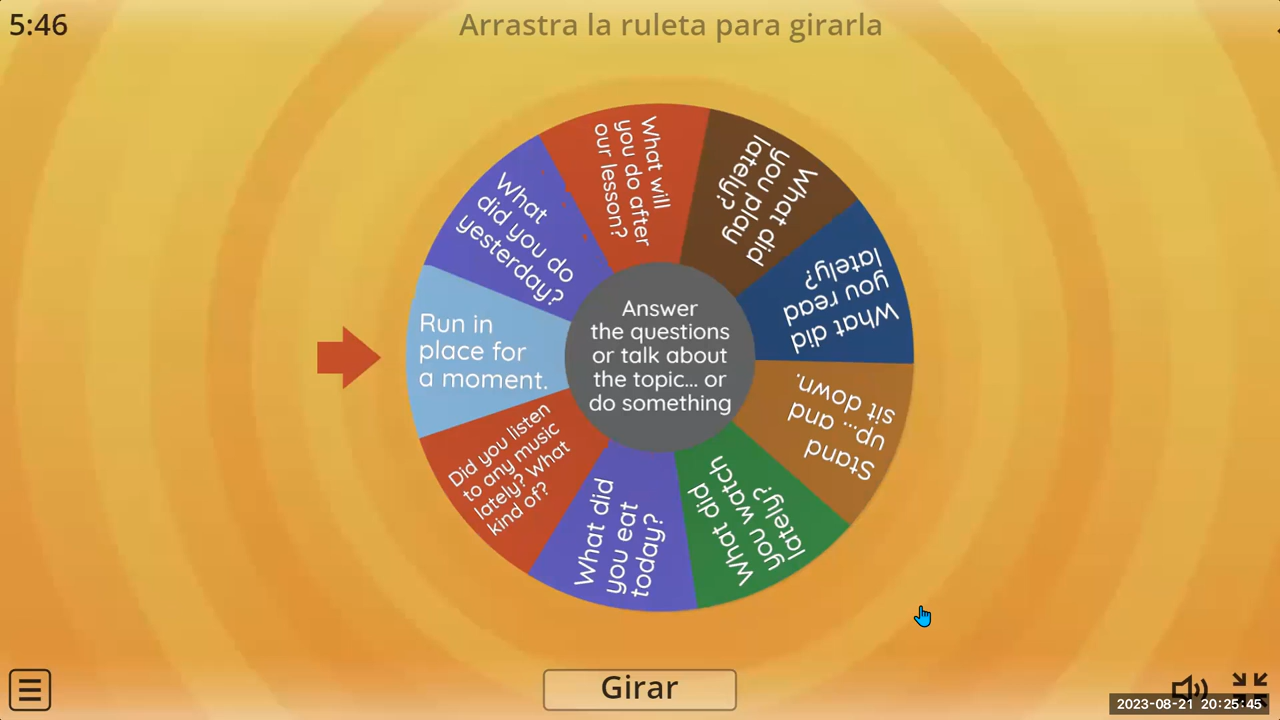 5:46
Arrastra la ruleta para girarla
What will
you do after
our lesson?
What did
you play
lately?
What did
you read
lately?
Stand
up... and
sit down.
What did
you watch
lately?
What did
you eat
today?
Did you listen
to any music
lately? What
kind of?
Run in
place for
a moment.
What
did you do
yesterday?
Answer
the questions
or talk about
the topic... or
do something
Girar
2023-08-21 20:25:45